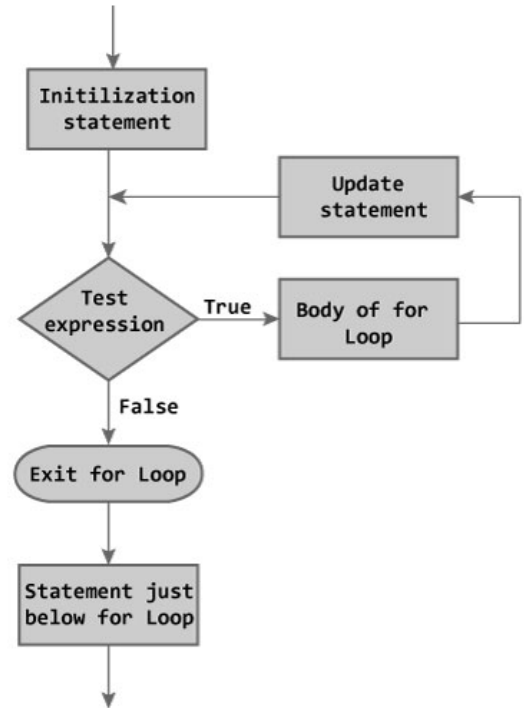 Initilization
statement
Update
statement
Test
expression
True
Body of for
Loop
False
Exit for Loop
Statement just
below for Loop